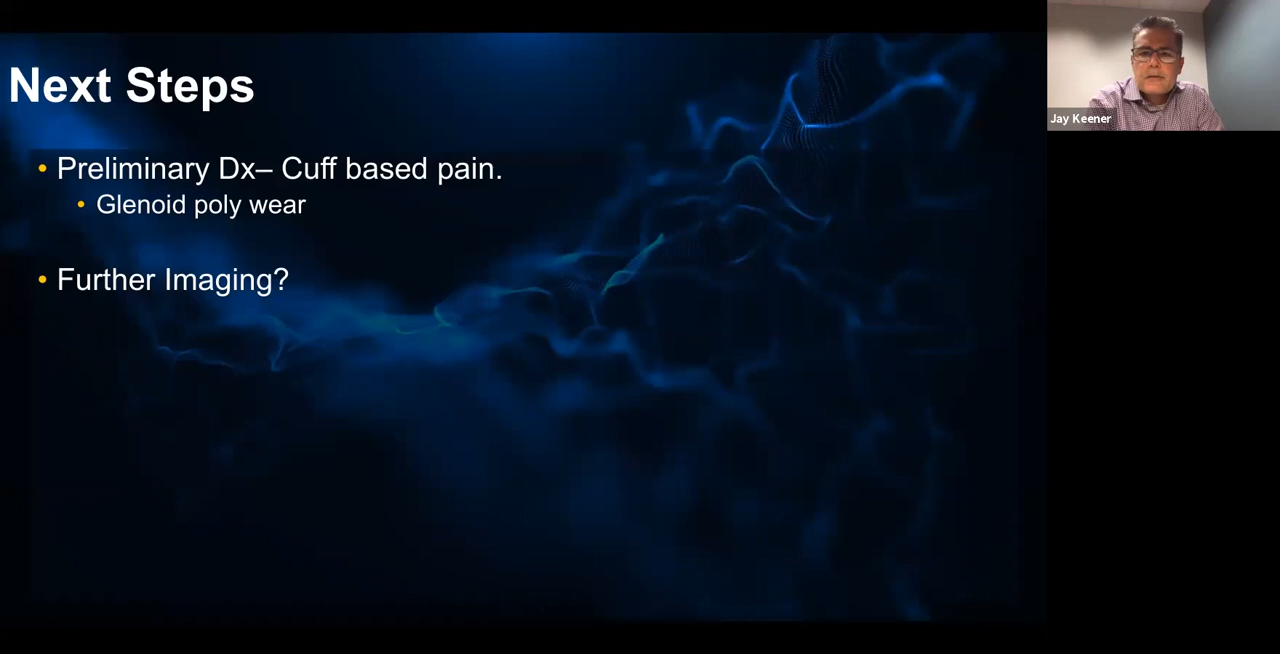 Next Steps
• Preliminary Dx– Cuff based pain.
• Glenoid poly wear
• Further Imaging?
Jay Keener